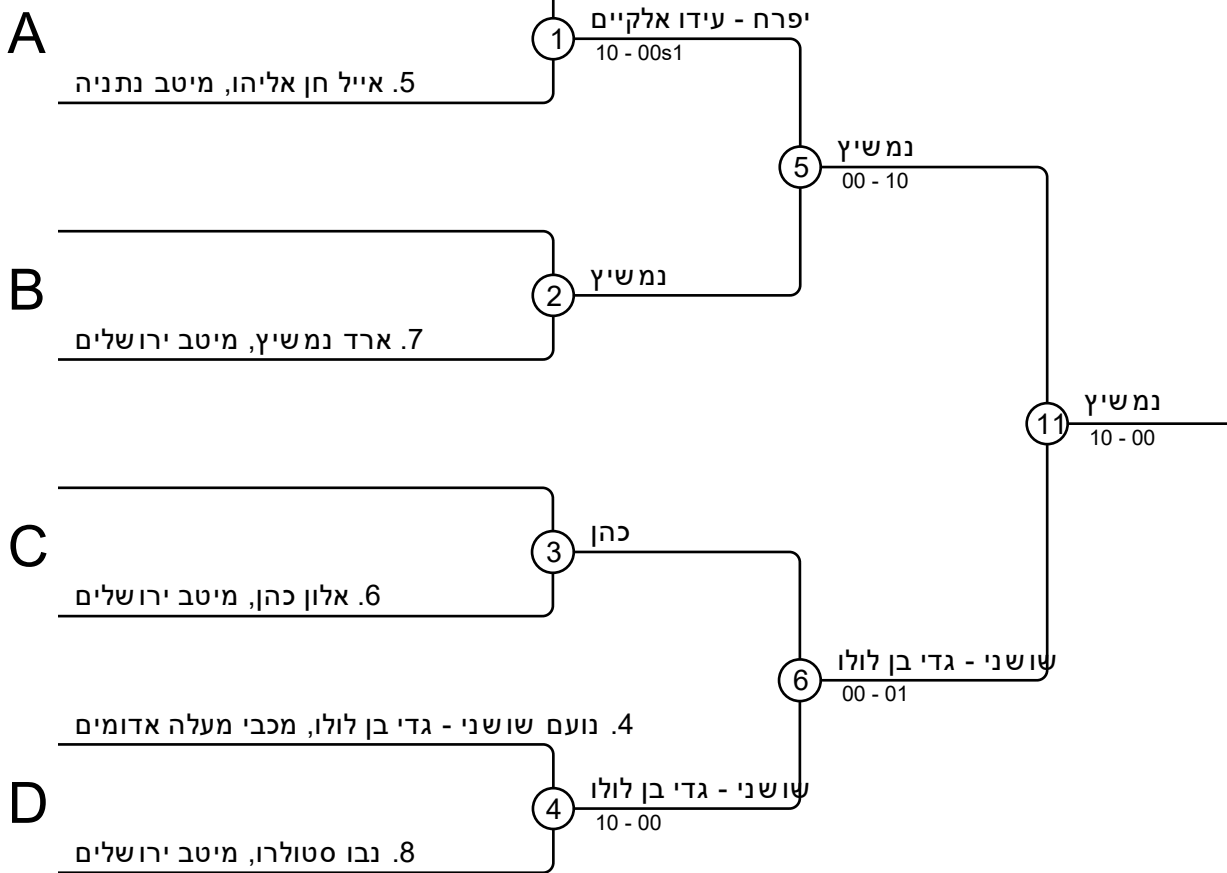 A
יפרח - עידו אלקיים
1
10 - 00s1
5. אייל חן אליהו, מיטב נתניה
נמשיץ
5
00 - 10
B
נמשיץ
2
7. ארד נמשיץ, מיטב ירושלים
נמשיץ
11
10 - 00
C
כהן
3
6. אלון כהן, מיטב ירושלים
שושני - גדי בן לולו
6
00 - 01
4. נועם שושני - גדי בן לולו, מכבי מעלה אדומים
D
שושני - גדי בן לולו
4
10 - 00
8. נבו סטולרו, מיטב ירושלים